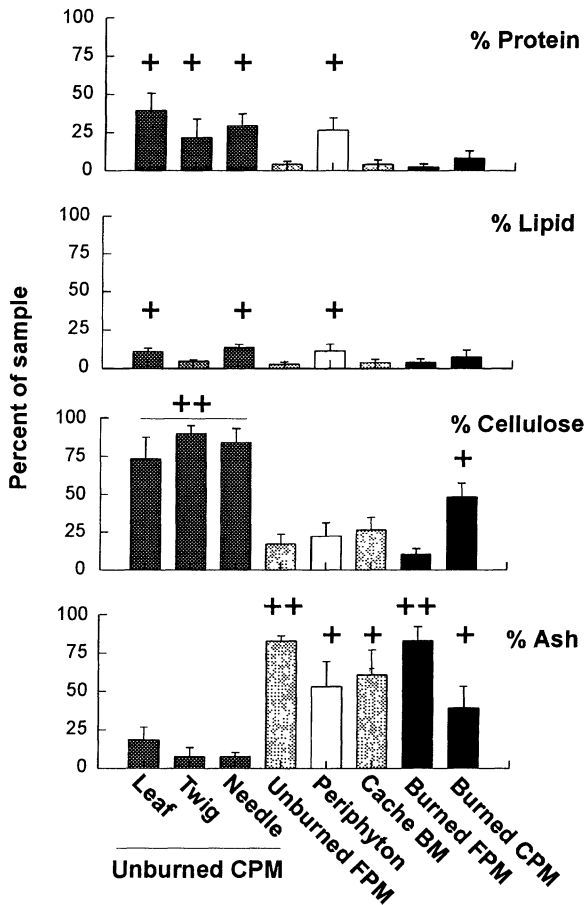 Percent of sample
% Protein
100
75
50
25
0
+ + + +
% Lipid
100
75
50
25
0
+ + +
% Cellulose
100
75
50
25
0
++ +
% Ash
100
75
50
25
0
++ + + ++ +
Leaf
Twig
Needle
Unburned FPM
Periphyton
Cache BM
Burned FPM
Burned CPM
Unburned CPM